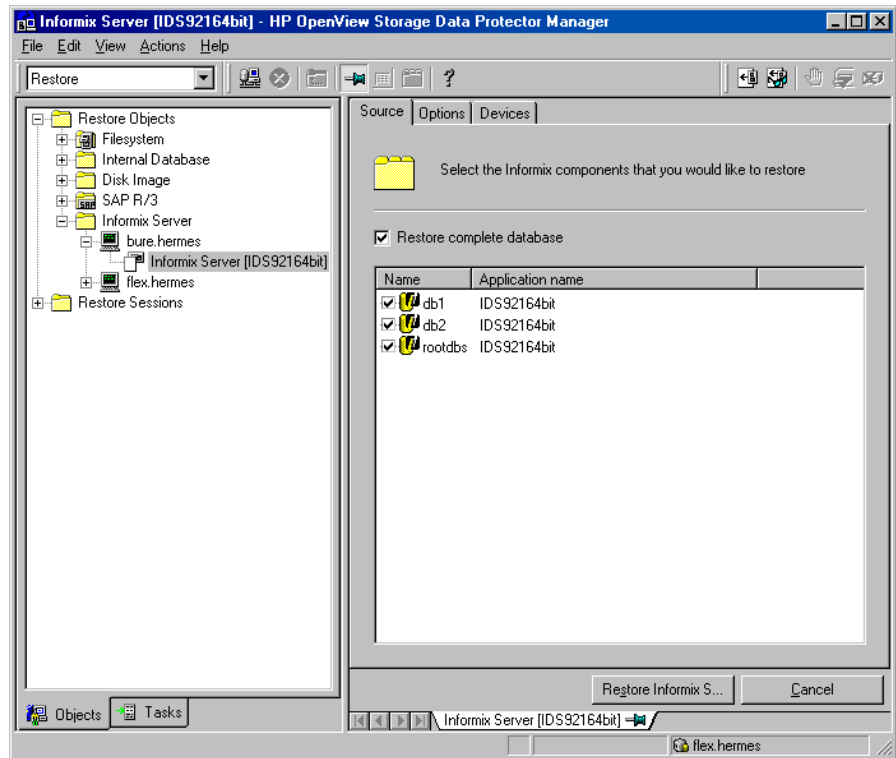 Informix Server [IDS92164bit] - HP OpenView Storage Data Protector Manager
File Edit View Actions Help
Restore
Restore Objects
Filesystem
Internal Database
Disk Image
SAP R/3
Informix Server
bure.hermes
Informix Server [IDS92164bit]
flex.hermes
Restore Sessions
Objects Tasks
Source Options Devices
Select the Informix components that you would like to restore
Restore complete database
Name Application name
db1 IDS92164bit
db2 IDS92164bit
rootdbs IDS92164bit
Restore Informix S... Cancel
Informix Server [IDS92164bit]
flex.hermes